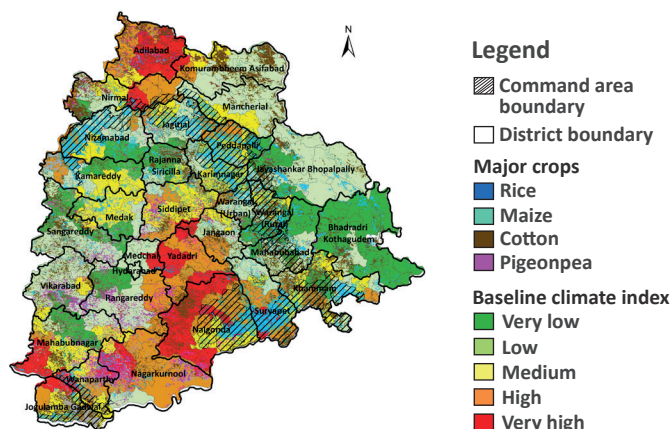 N
Adilabad
Komurambheem Asifabad
Nirmal
Mancherial
Nizamabad
Jagitial
Peddapalli
Kamareddy
Rajanna
Siricilla
Karimnagar
Jayashankar Bhopalpally
Medak
Siddipet
Warangal
(Urban)
Warangal
(Rural)
Bhadradri
Kothagudem
Sangareddy
Jangaon
Mahabubabad
Medchal
Yadadri
Hyderabad
Vikarabad
Rangareddy
Khammam
Suryapet
Nalgonda
Mahabubnagar
Nagarkurnool
Wanaparthy
Jogulamba Gadwal
Legend
Command area
boundary
District boundary
Major crops
Rice
Maize
Cotton
Pigeonpea
Baseline climate index
Very low
Low
Medium
High
Very high